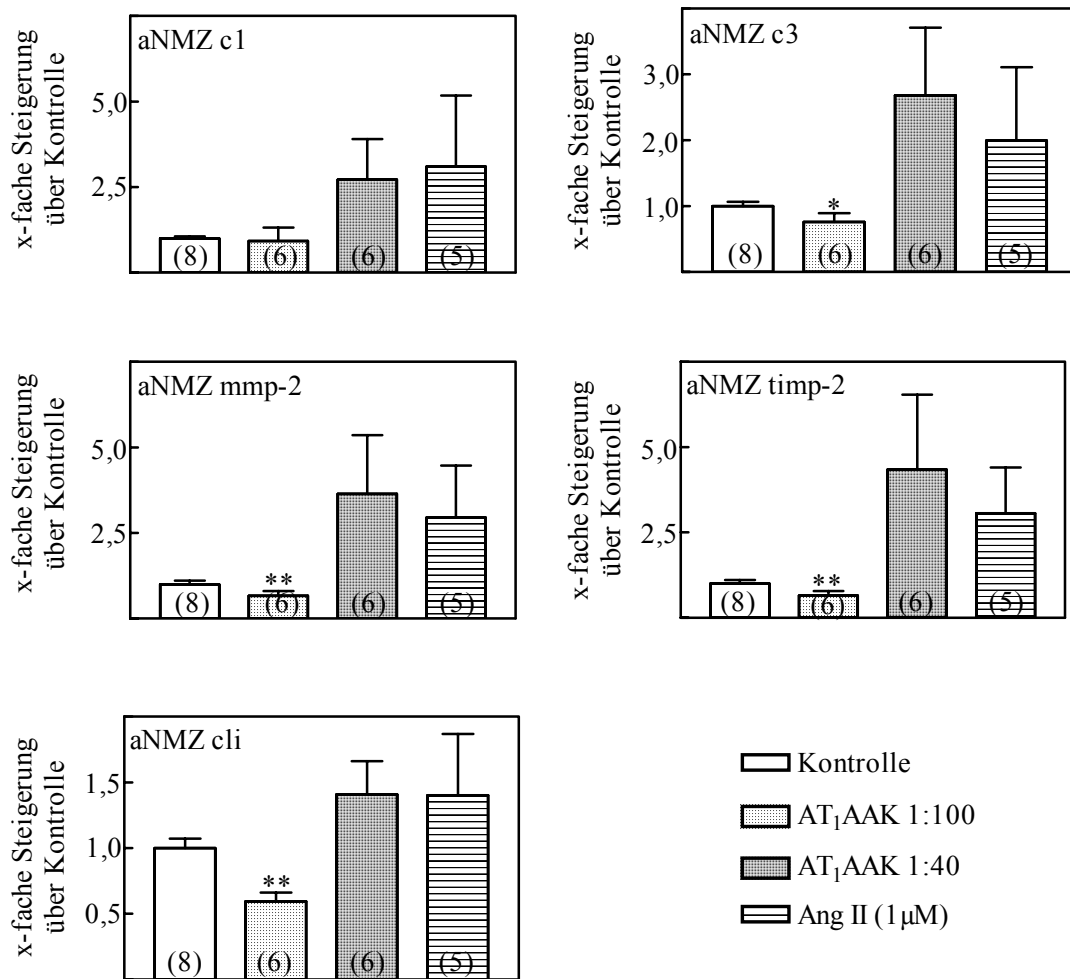 aNMZ c1
x-fache Steigerung
über Kontrolle
5,0
2,5
(8) (6) (6) (5)
aNMZ c3
x-fache Steigerung
über Kontrolle
3,0
2,0
1,0
*
(8) (6) (6) (5)
aNMZ mmp-2
x-fache Steigerung
über Kontrolle
5,0
2,5
**
(8) (6) (6) (5)
aNMZ timp-2
x-fache Steigerung
über Kontrolle
5,0
2,5
**
(8) (6) (6) (5)
aNMZ cli
x-fache Steigerung
über Kontrolle
1,5
1,0
0,5
**
(8) (6) (6) (5)
Kontrolle
AT₁AAK 1:100
AT₁AAK 1:40
Ang II (1µM)